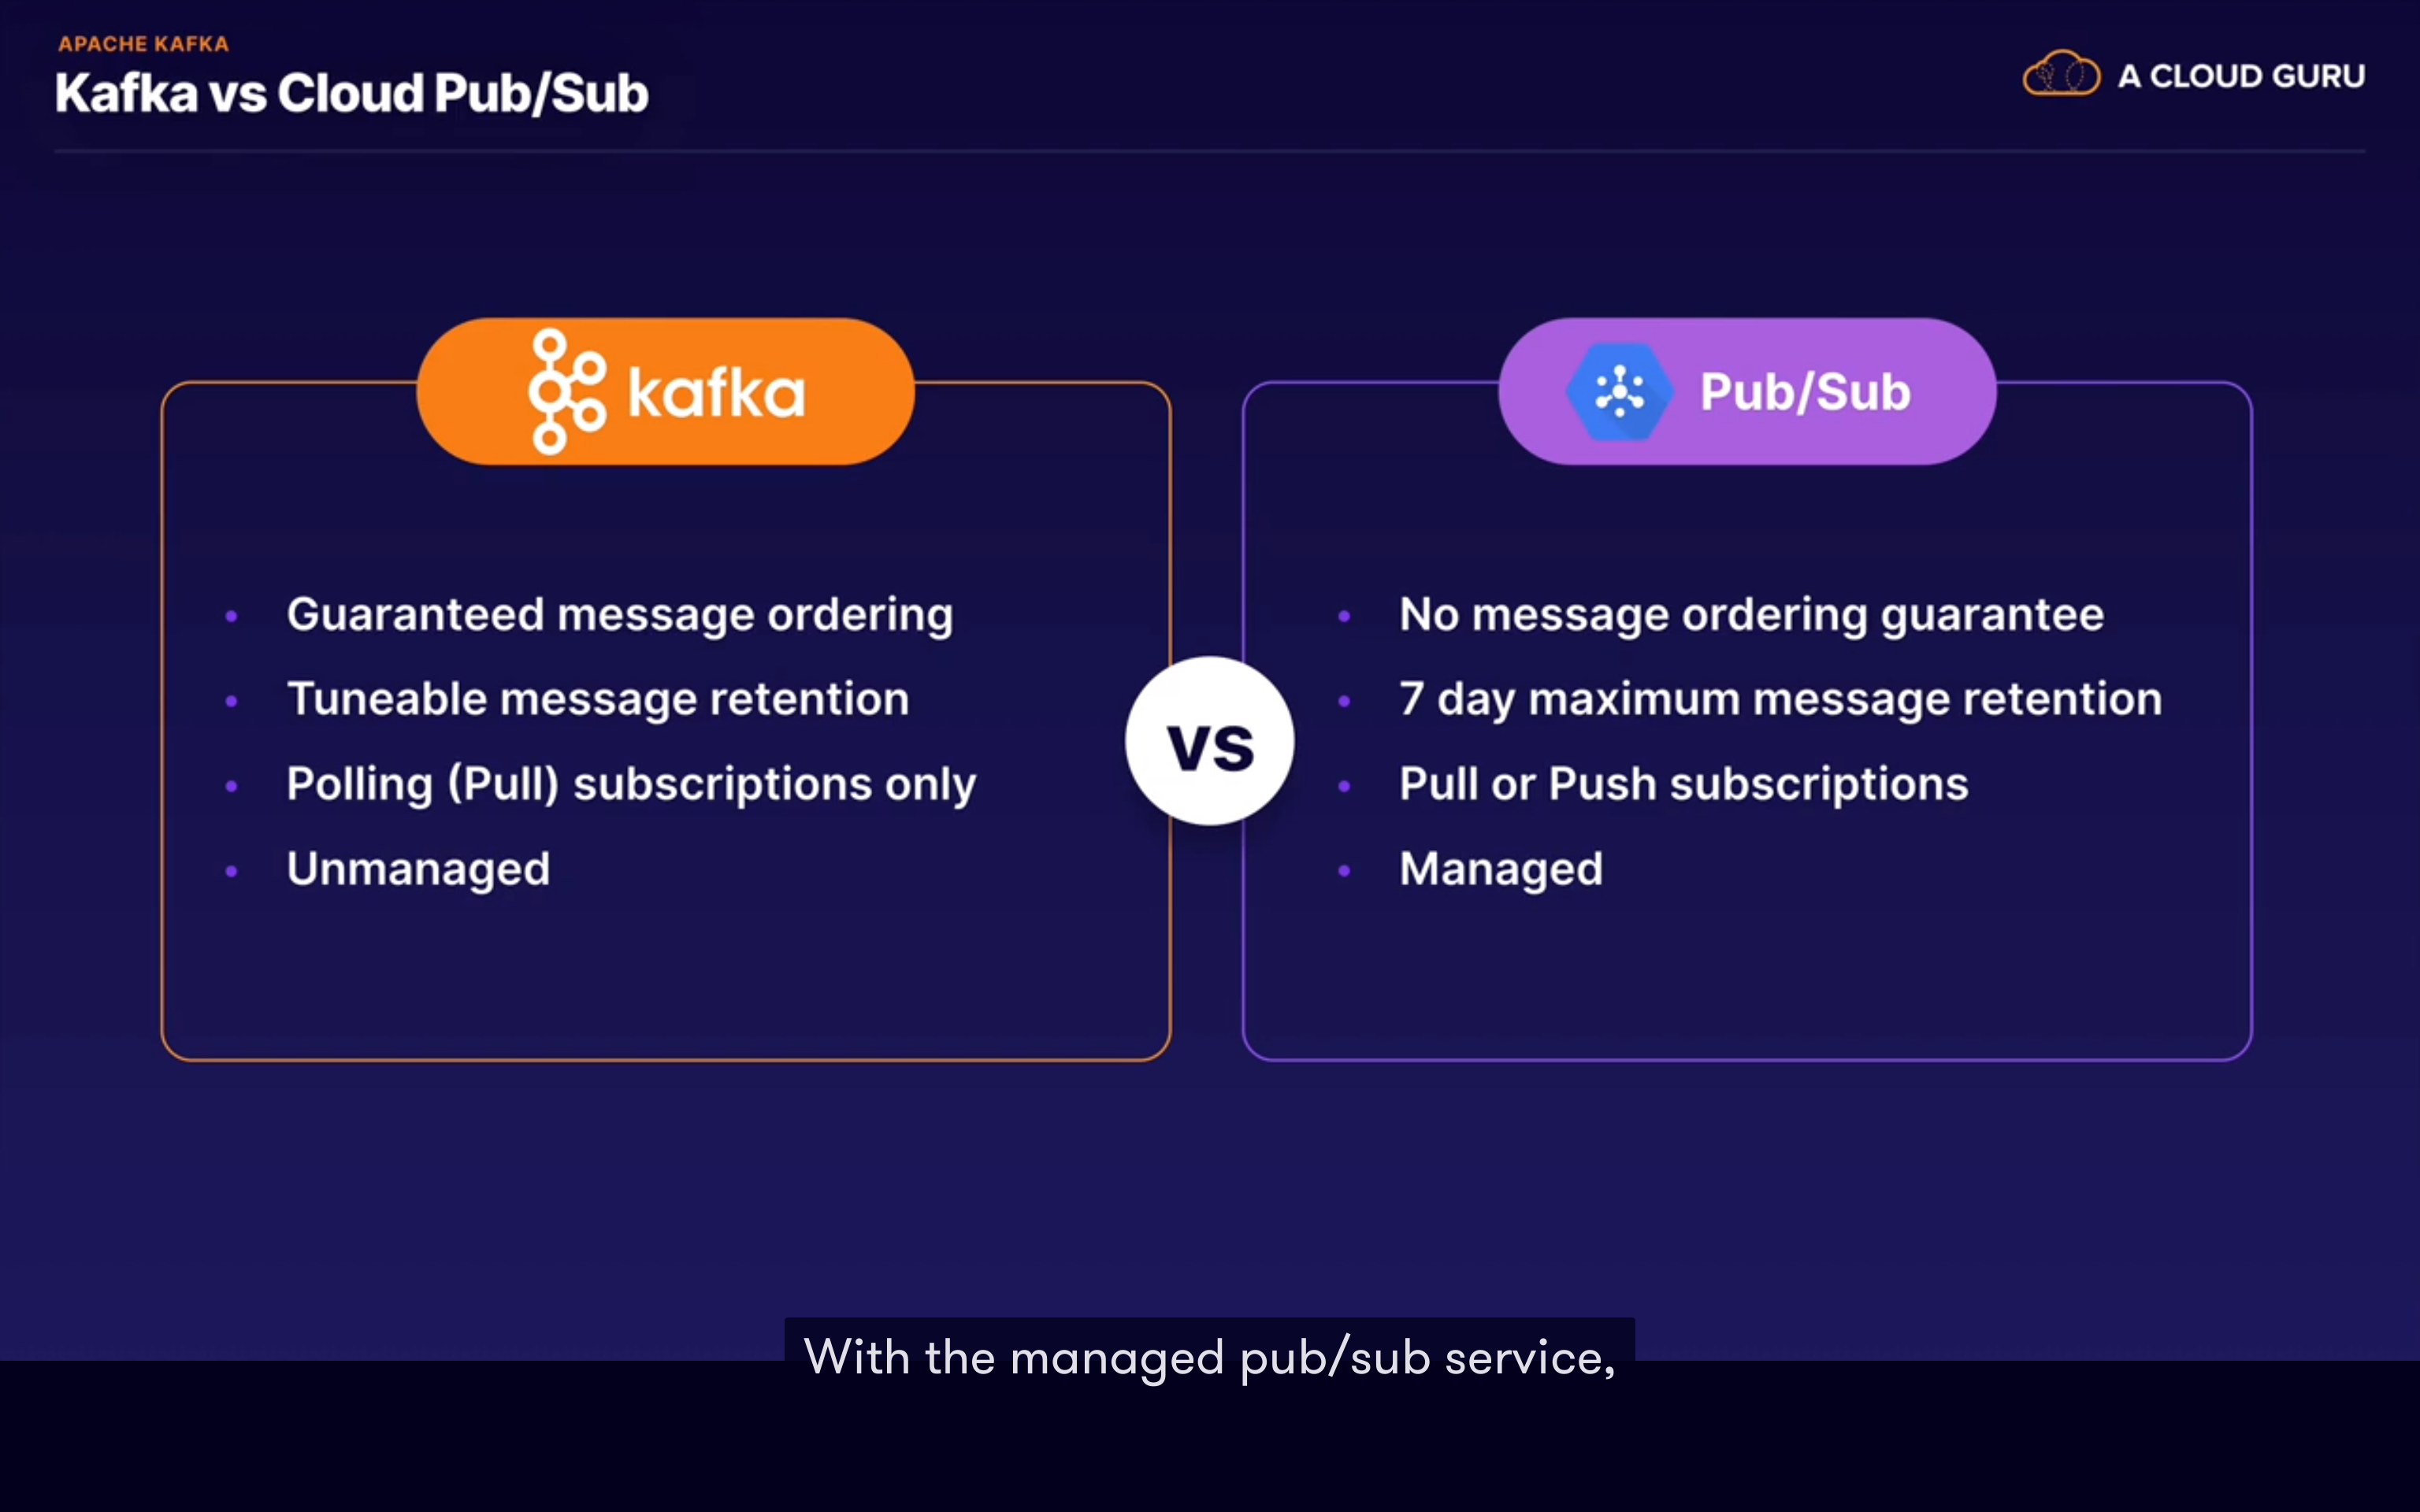 APACHE KAFKA
Kafka vs Cloud Pub/Sub
A CLOUD GURU
kafka
Guaranteed message ordering
Tuneable message retention
Polling (Pull) subscriptions only
Unmanaged
vs
Pub/Sub
No message ordering guarantee
7 day maximum message retention
Pull or Push subscriptions
Managed
With the managed pub/sub service,